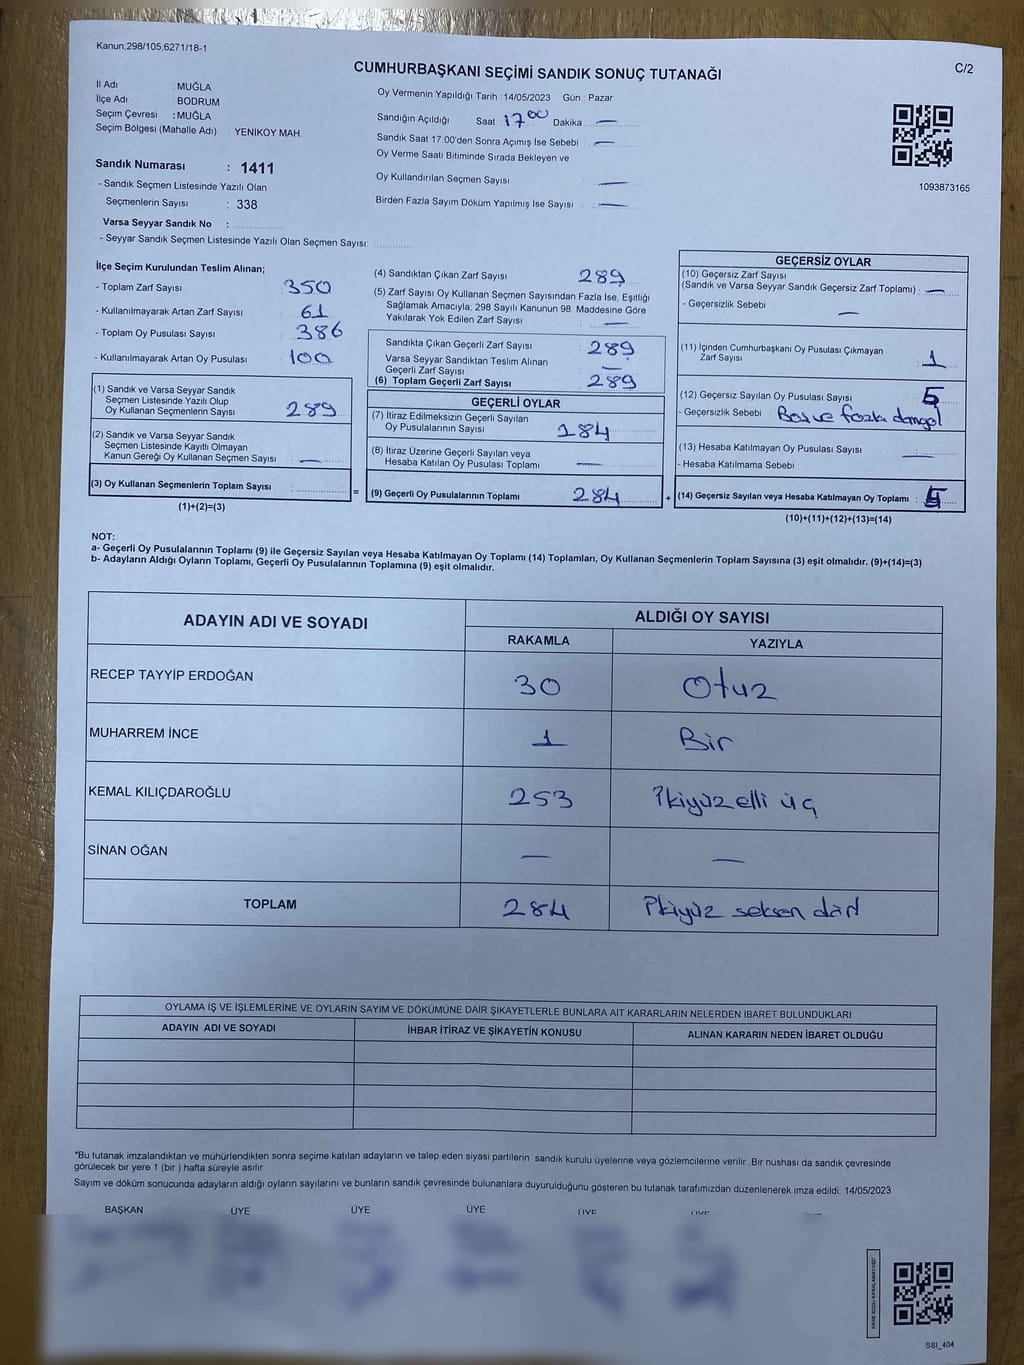 Kanun;298/105,6271/18-1
C/2
CUMHURBAŞKANI SEÇİMİ SANDIK SONUÇ TUTANAĞI
İl Adı : MUĞLA
İlçe Adı BODRUM
Seçim Çevresi : MUĞLA
Seçim Bölgesi (Mahalle Adı) : YENİKÖY MAH.
Oy Vermenin Yapıldığı Tarih : 14/05/2023 Gün : Pazar
Sandığın Açıldığı Saat : 17 00 Dakika : —
Sandık Saat 17:00'den Sonra Açımış İse Sebebi : —
Oy Verme Saati Bitiminde Sırada Bekleyen ve
Oy Kullandırılan Seçmen Sayısı : —
Birden Fazla Sayım Döküm Yapılmış İse Sayısı : —
1093873165
Sandık Numarası : 1411
- Sandık Seçmen Listesinde Yazılı Olan
Seçmenlerin Sayısı : 338
Varsa Seyyar Sandık No :
- Seyyar Sandık Seçmen Listesinde Yazılı Olan Seçmen Sayısı:
İlçe Seçim Kurulundan Teslim Alınan;
- Toplam Zarf Sayısı : 350
- Kullanılmayarak Artan Zarf Sayısı : 61
- Toplam Oy Pusulası Sayısı : 386
- Kullanılmayarak Artan Oy Pusulası : 100
(1) Sandık ve Varsa Seyyar Sandık
Seçmen Listesinde Yazılı Olup
Oy Kullanan Seçmenlerin Sayısı : 289
(2) Sandık ve Varsa Seyyar Sandık
Seçmen Listesinde Kayıtlı Olmayan
Kanun Gereği Oy Kullanan Seçmen Sayısı : —
(3) Oy Kullanan Seçmenlerin Toplam Sayısı :
(1)+(2)=(3)
(4) Sandıktan Çıkan Zarf Sayısı : 289
(5) Zarf Sayısı Oy Kullanan Seçmen Sayısından Fazla İse, Eşitliği
Sağlamak Amacıyla; 298 Sayılı Kanunun 98. Maddesine Göre
Yakılarak Yok Edilen Zarf Sayısı : —
Sandıkta Çıkan Geçerli Zarf Sayısı : 289
Varsa Seyyar Sandıktan Teslim Alınan
Geçerli Zarf Sayısı : —
(6) Toplam Geçerli Zarf Sayısı : 289
GEÇERLİ OYLAR
(7) İtiraz Edilmeksizin Geçerli Sayılan
Oy Pusulalarının Sayısı : 184
(8) İtiraz Üzerine Geçerli Sayılan veya
Hesaba Katılan Oy Pusulası Toplamı : —
= (9) Geçerli Oy Pusulalarının Toplamı : 284 +
GEÇERSİZ OYLAR
(10) Geçersiz Zarf Sayısı
(Sandık ve Varsa Seyyar Sandık Geçersiz Zarf Toplamı) : —
- Geçersizlik Sebebi : —
(11) İçinden Cumhurbaşkanı Oy Pusulası Çıkmayan
Zarf Sayısı : 1
(12) Geçersiz Sayılan Oy Pusulası Sayısı : 5
- Geçersizlik Sebebi : Boş ve fazla damga
(13) Hesaba Katılmayan Oy Pusulası Sayısı : —
- Hesaba Katılmama Sebebi :
(14) Geçersiz Sayılan veya Hesaba Katılmayan Oy Toplamı :
(10)+(11)+(12)+(13)=(14)
NOT:
a- Geçerli Oy Pusulalarının Toplamı (9) ile Geçersiz Sayılan veya Hesaba Katılmayan Oy Toplamı (14) Toplamları, Oy Kullanan Seçmenlerin Toplam Sayısına (3) eşit olmalıdır. (9)+(14)=(3)
b- Adayların Aldığı Oyların Toplamı, Geçerli Oy Pusulalarının Toplamına (9) eşit olmalıdır.
ADAYIN ADI VE SOYADI ALDIĞI OY SAYISI
RAKAMLA YAZIYLA
RECEP TAYYİP ERDOĞAN 30 Otuz
MUHARREM İNCE 1 Bir
KEMAL KILIÇDAROĞLU 253 İkiyüzelli üç
SİNAN OĞAN — —
TOPLAM 284 İkiyüz seksen dört
OYLAMA İŞ VE İŞLEMLERİNE VE OYLARIN SAYIM VE DÖKÜMÜNE DAİR ŞİKAYETLERLE BUNLARA AİT KARARLARIN NELERDEN İBARET BULUNDUKLARI
ADAYIN ADI VE SOYADI İHBAR İTİRAZ VE ŞİKAYETİN KONUSU ALINAN KARARIN NEDEN İBARET OLDUĞU
*Bu tutanak imzalandıktan ve mühürlendikten sonra seçime katılan adayların ve talep eden siyasi partilerin sandık kurulu üyelerine veya gözlemcilerine verilir. Bir nüshası da sandık çevresinde
görülecek bir yere 1 (bir ) hafta süreyle asılır.
Sayım ve döküm sonucunda adayların aldığı oyların sayılarını ve bunların sandık çevresinde bulunanlara duyurulduğunu gösteren bu tutanak tarafımızdan düzenlenerek imza edildi. 14/05/2023
BAŞKAN ÜYE ÜYE ÜYE ÜYE ÜYE
KARE KODU KARALAMAYINIZ!
SSİ_404